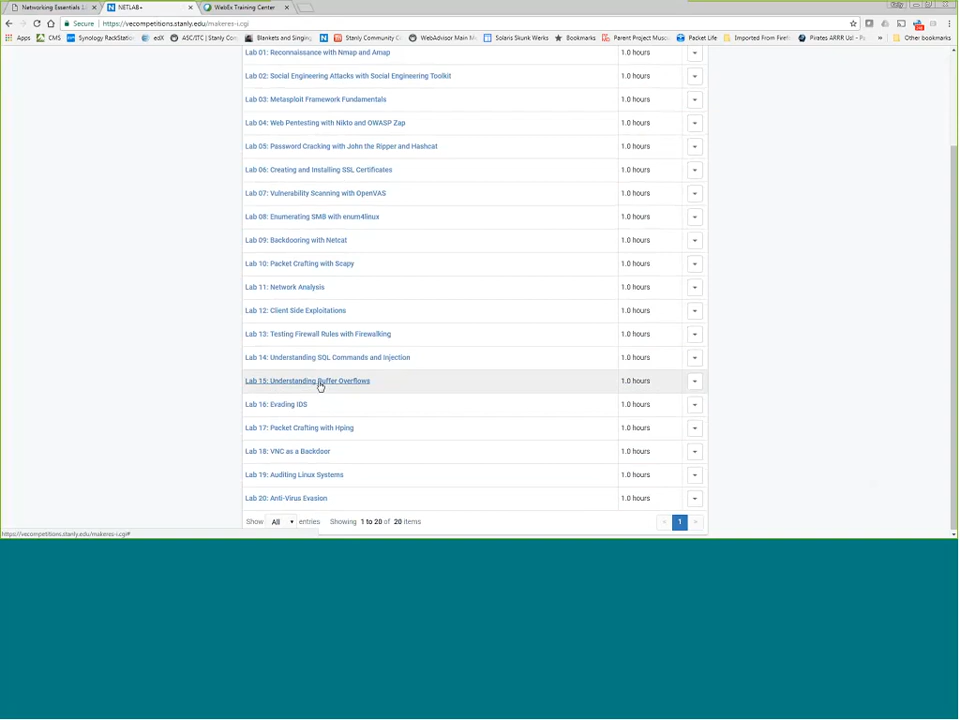 Networking Essentials
NETLAB+
WebEx Training Center
Secure
https://vecompetitions.stanly.edu/makeres-i.cgi
Apps
CMS
Synology RackStatio
edX
ASC/ITC | Stanly Con
Blankets and Singing
Stanly Community C
WebAdvisor Main M
Solaris Skunk Werks
Bookmarks
Parent Project Musc
Packet Life
Imported From Firef
Pirates ARRR Us! - Pa
»
Other bookmarks
Lab 01: Reconnaissance with Nmap and Amap 1.0 hours
Lab 02: Social Engineering Attacks with Social Engineering Toolkit 1.0 hours
Lab 03: Metasploit Framework Fundamentals 1.0 hours
Lab 04: Web Pentesting with Nikto and OWASP Zap 1.0 hours
Lab 05: Password Cracking with John the Ripper and Hashcat 1.0 hours
Lab 06: Creating and Installing SSL Certificates 1.0 hours
Lab 07: Vulnerability Scanning with OpenVAS 1.0 hours
Lab 08: Enumerating SMB with enum4linux 1.0 hours
Lab 09: Backdooring with Netcat 1.0 hours
Lab 10: Packet Crafting with Scapy 1.0 hours
Lab 11: Network Analysis 1.0 hours
Lab 12: Client Side Exploitations 1.0 hours
Lab 13: Testing Firewall Rules with Firewalking 1.0 hours
Lab 14: Understanding SQL Commands and Injection 1.0 hours
Lab 15: Understanding Buffer Overflows 1.0 hours
Lab 16: Evading IDS 1.0 hours
Lab 17: Packet Crafting with Hping 1.0 hours
Lab 18: VNC as a Backdoor 1.0 hours
Lab 19: Auditing Linux Systems 1.0 hours
Lab 20: Anti-Virus Evasion 1.0 hours
Show All entries Showing 1 to 20 of 20 items « 1 »
https://vecompetitions.stanly.edu/makeres-i.cgi#